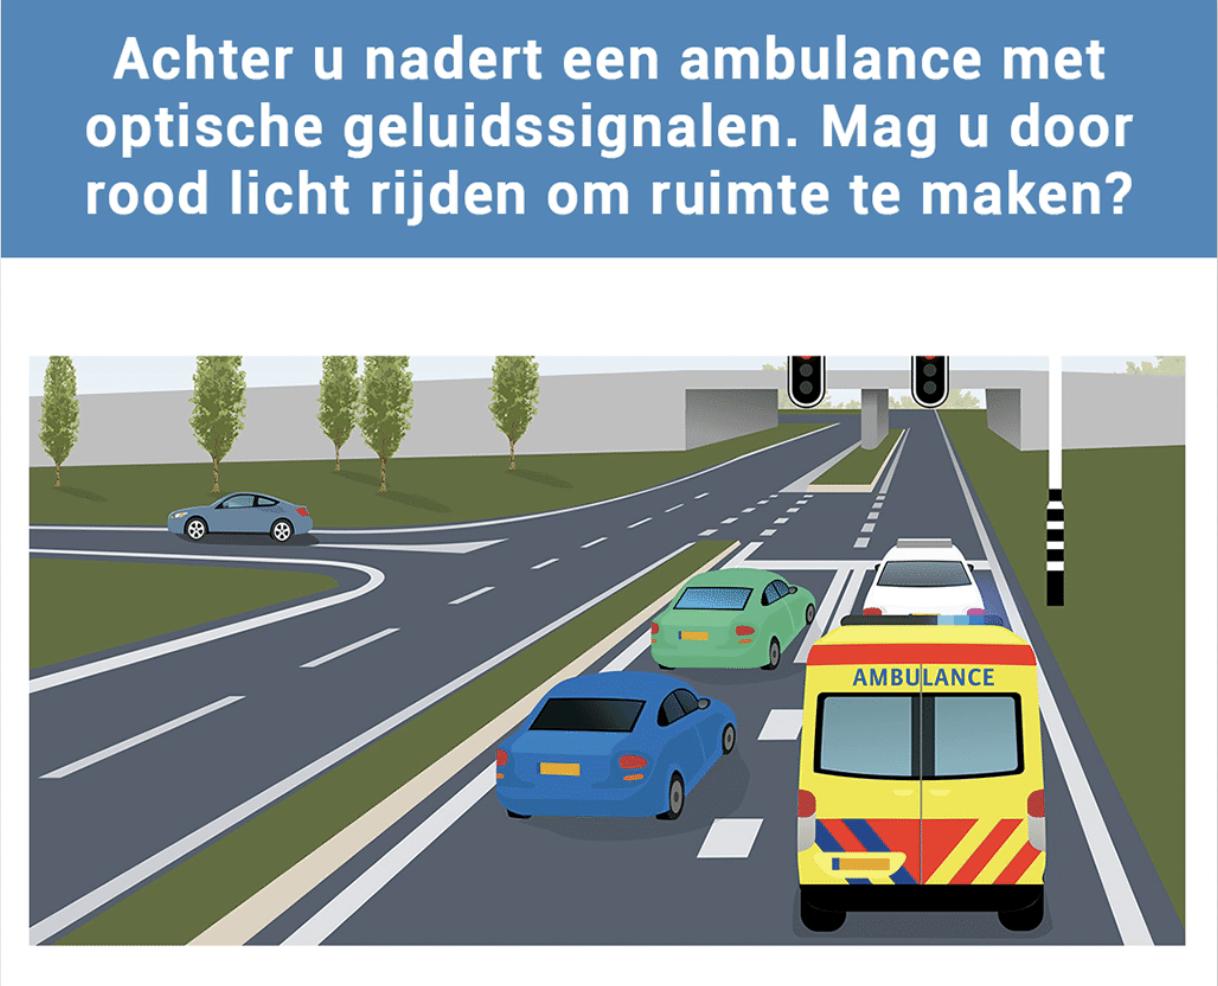 Achter u nadert een ambulance met
optische geluidssignalen. Mag u door
rood licht rijden om ruimte te maken?
AMBULANCE